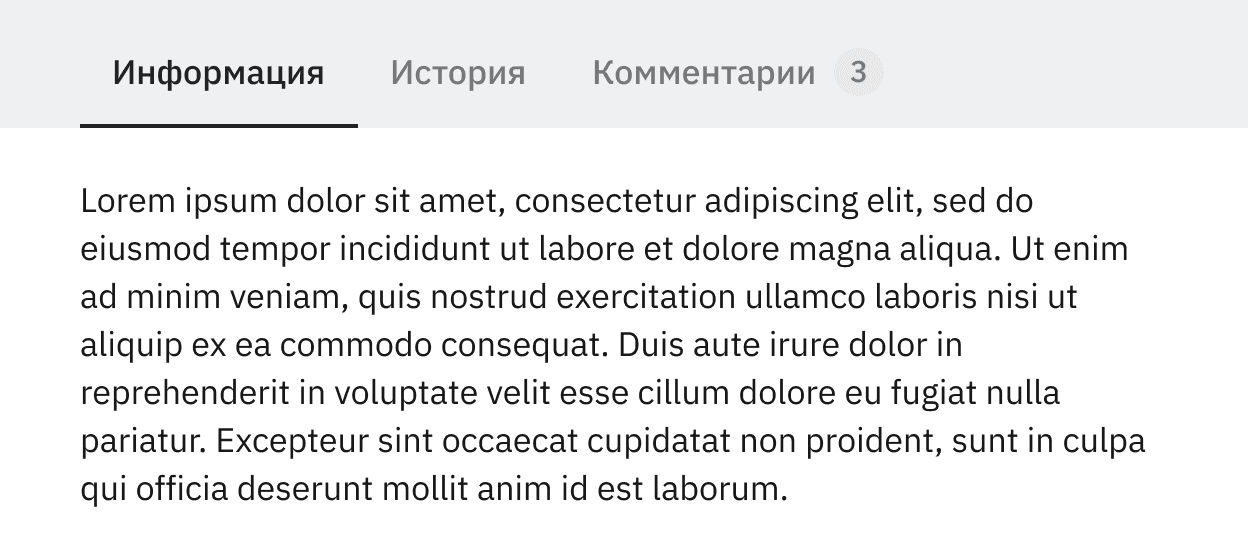 Информация История Комментарии 3
Lorem ipsum dolor sit amet, consectetur adipiscing elit, sed do
eiusmod tempor incididunt ut labore et dolore magna aliqua. Ut enim
ad minim veniam, quis nostrud exercitation ullamco laboris nisi ut
aliquip ex ea commodo consequat. Duis aute irure dolor in
reprehenderit in voluptate velit esse cillum dolore eu fugiat nulla
pariatur. Excepteur sint occaecat cupidatat non proident, sunt in culpa
qui officia deserunt mollit anim id est laborum.